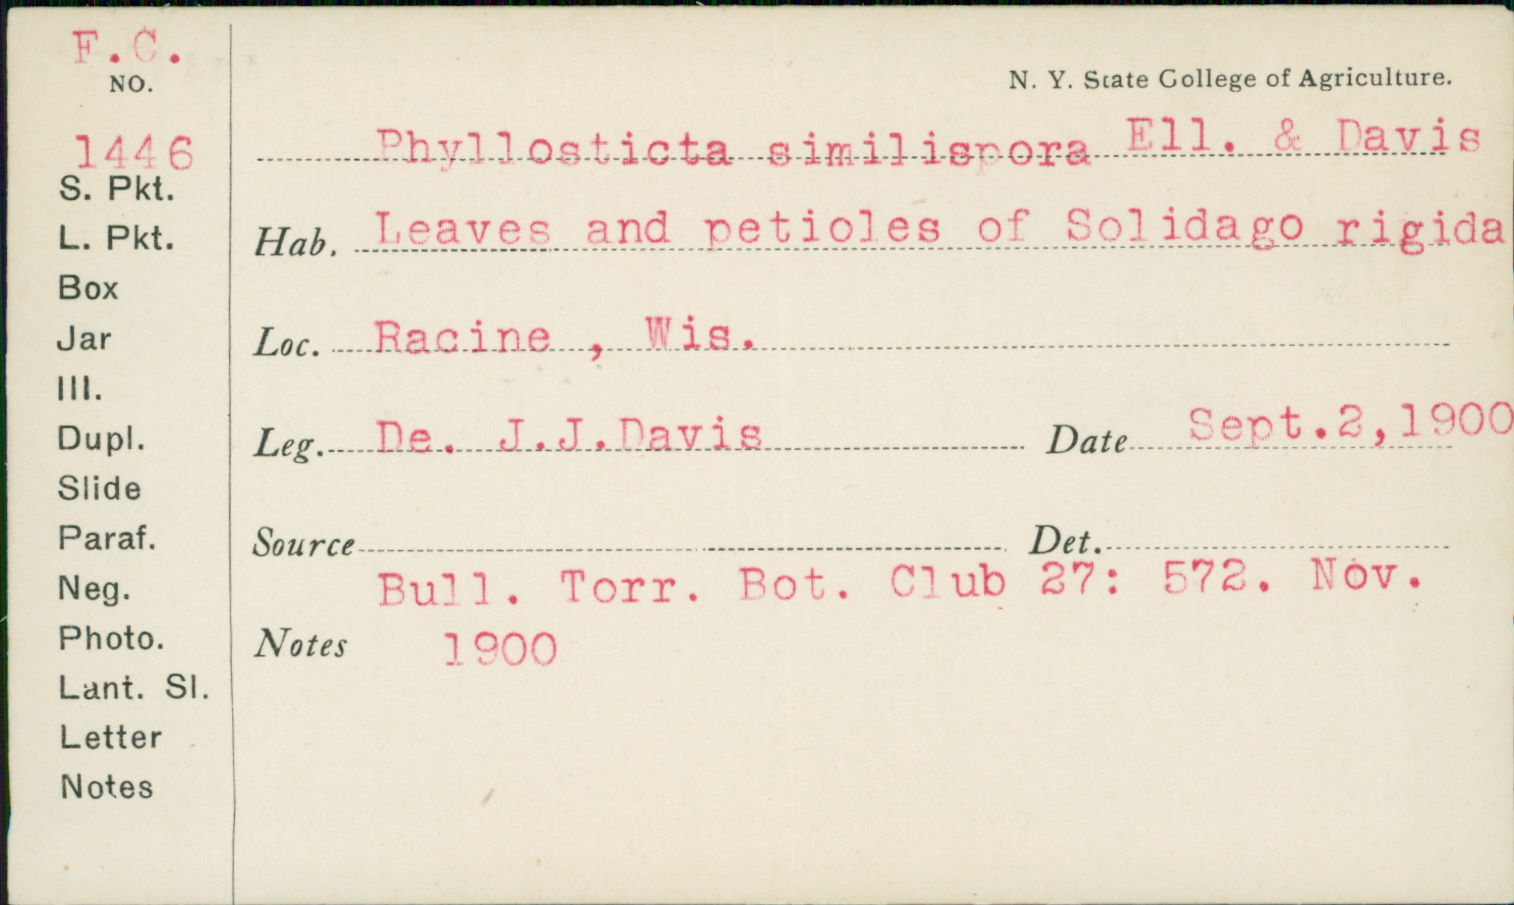 F.C.
NO.
1446
S. Pkt.
L. Pkt.
Box
Jar
Ill.
Dupl.
Slide
Paraf.
Neg.
Photo.
Lant. Sl.
Letter
Notes
N. Y. State College of Agriculture.
Phyllosticta similispora Ell. & Davis
Hab. Leaves and petioles of Solidago rigida
Loc. Racine , Wis.
Leg. De. J.J.Davis Date Sept.2,1900
Source Det.
Bull. Torr. Bot. Club 27: 572. Nov.
Notes 1900